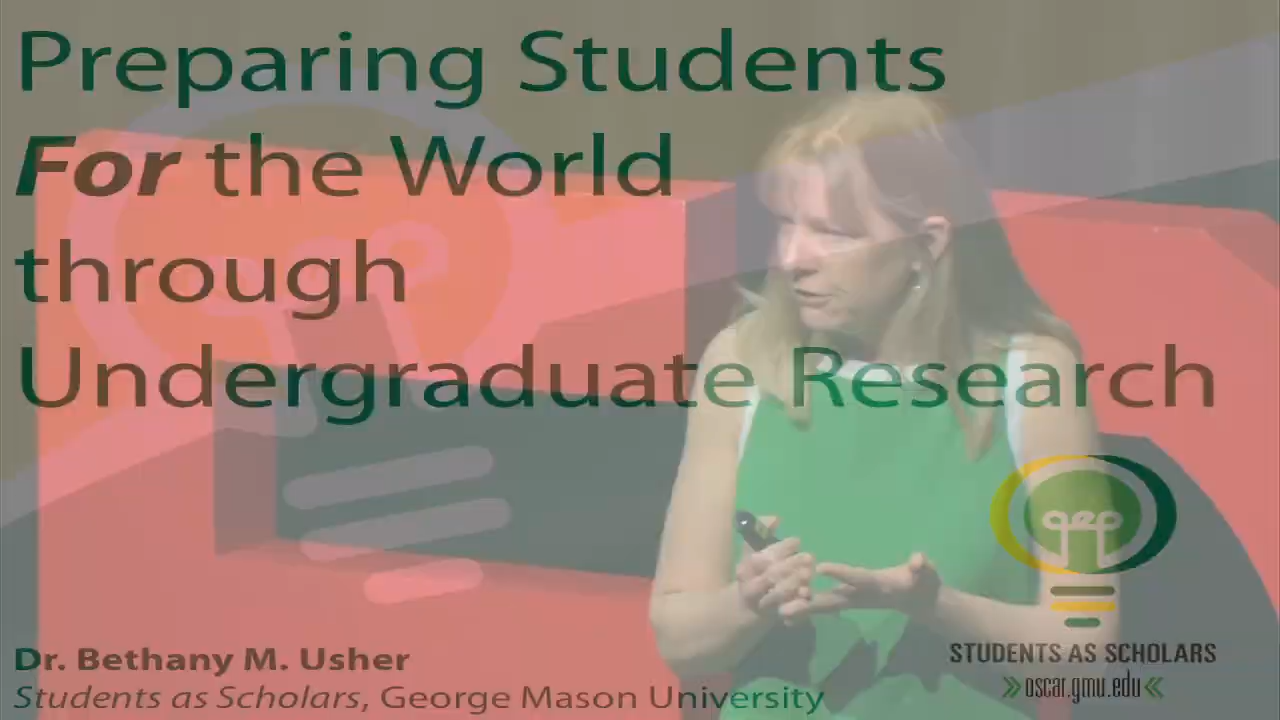 Preparing Students
For the World
through
Undergraduate Research
qep
STUDENTS AS SCHOLARS
»oscar.gmu.edu«
Dr. Bethany M. Usher
Students as Scholars, George Mason University